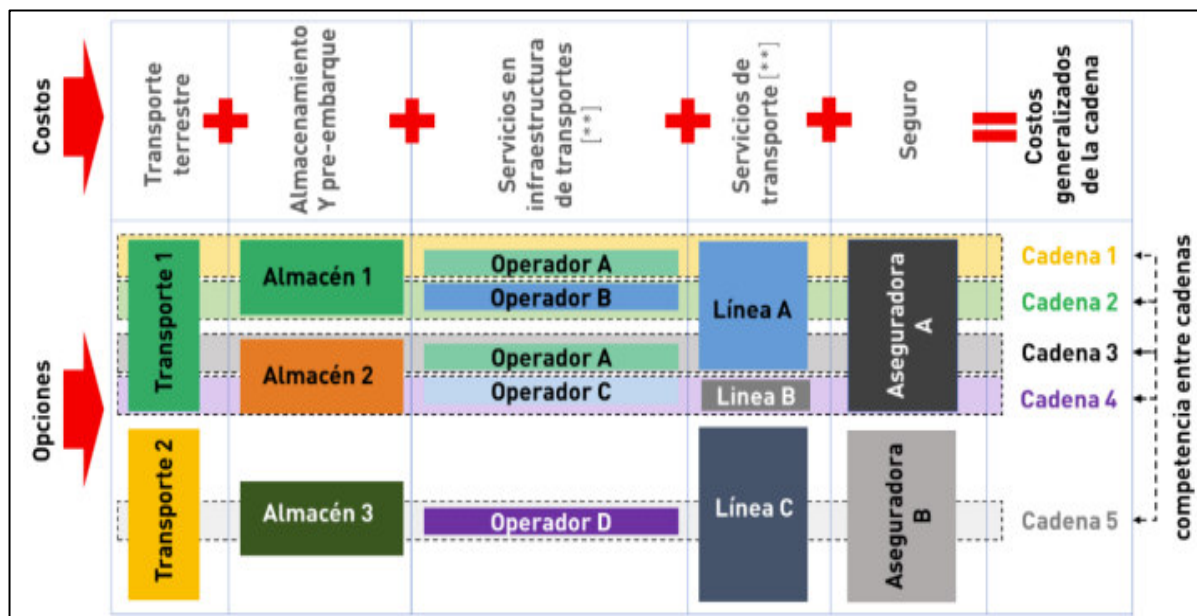 Costos
Transporte
terrestre
+
Almacenamiento
Y pre-embarque
+
Servicios en
infraestructura
de transportes
[**]
+
Servicios de
transporte [**]
+
Seguro
=
Costos
generalizados
de la cadena
Opciones
Transporte 1
Almacén 1
Operador A
Operador B
Línea A
Aseguradora
A
Cadena 1
Cadena 2
Almacén 2
Operador A
Operador C
Linea B
Cadena 3
Cadena 4
Transporte 2
Almacén 3
Operador D
Línea C
Aseguradora
B
Cadena 5
competencia entre cadenas